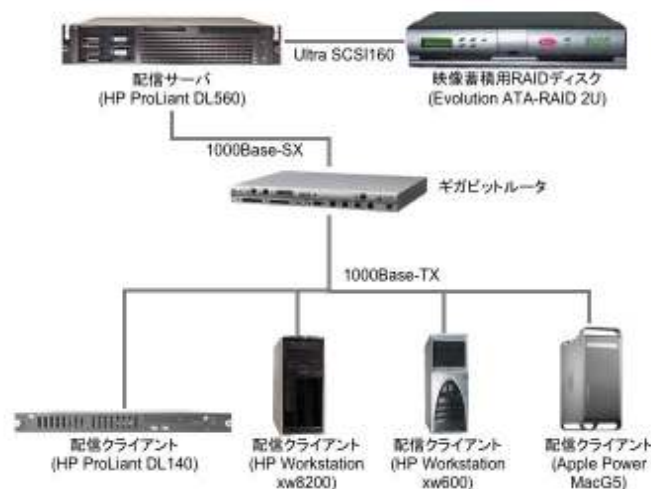 Ultra SCSI160
配信サーバ
(HP ProLiant DL560)
映像蓄積用RAIDディスク
(Evolution ATA-RAID 2U)
1000Base-SX
ギガビットルータ
1000Base-TX
配信クライアント
(HP ProLiant DL140)
配信クライアント
(HP Workstation
xw8200)
配信クライアント
(HP Workstation
xw600)
配信クライアント
(Apple Power
MacG5)